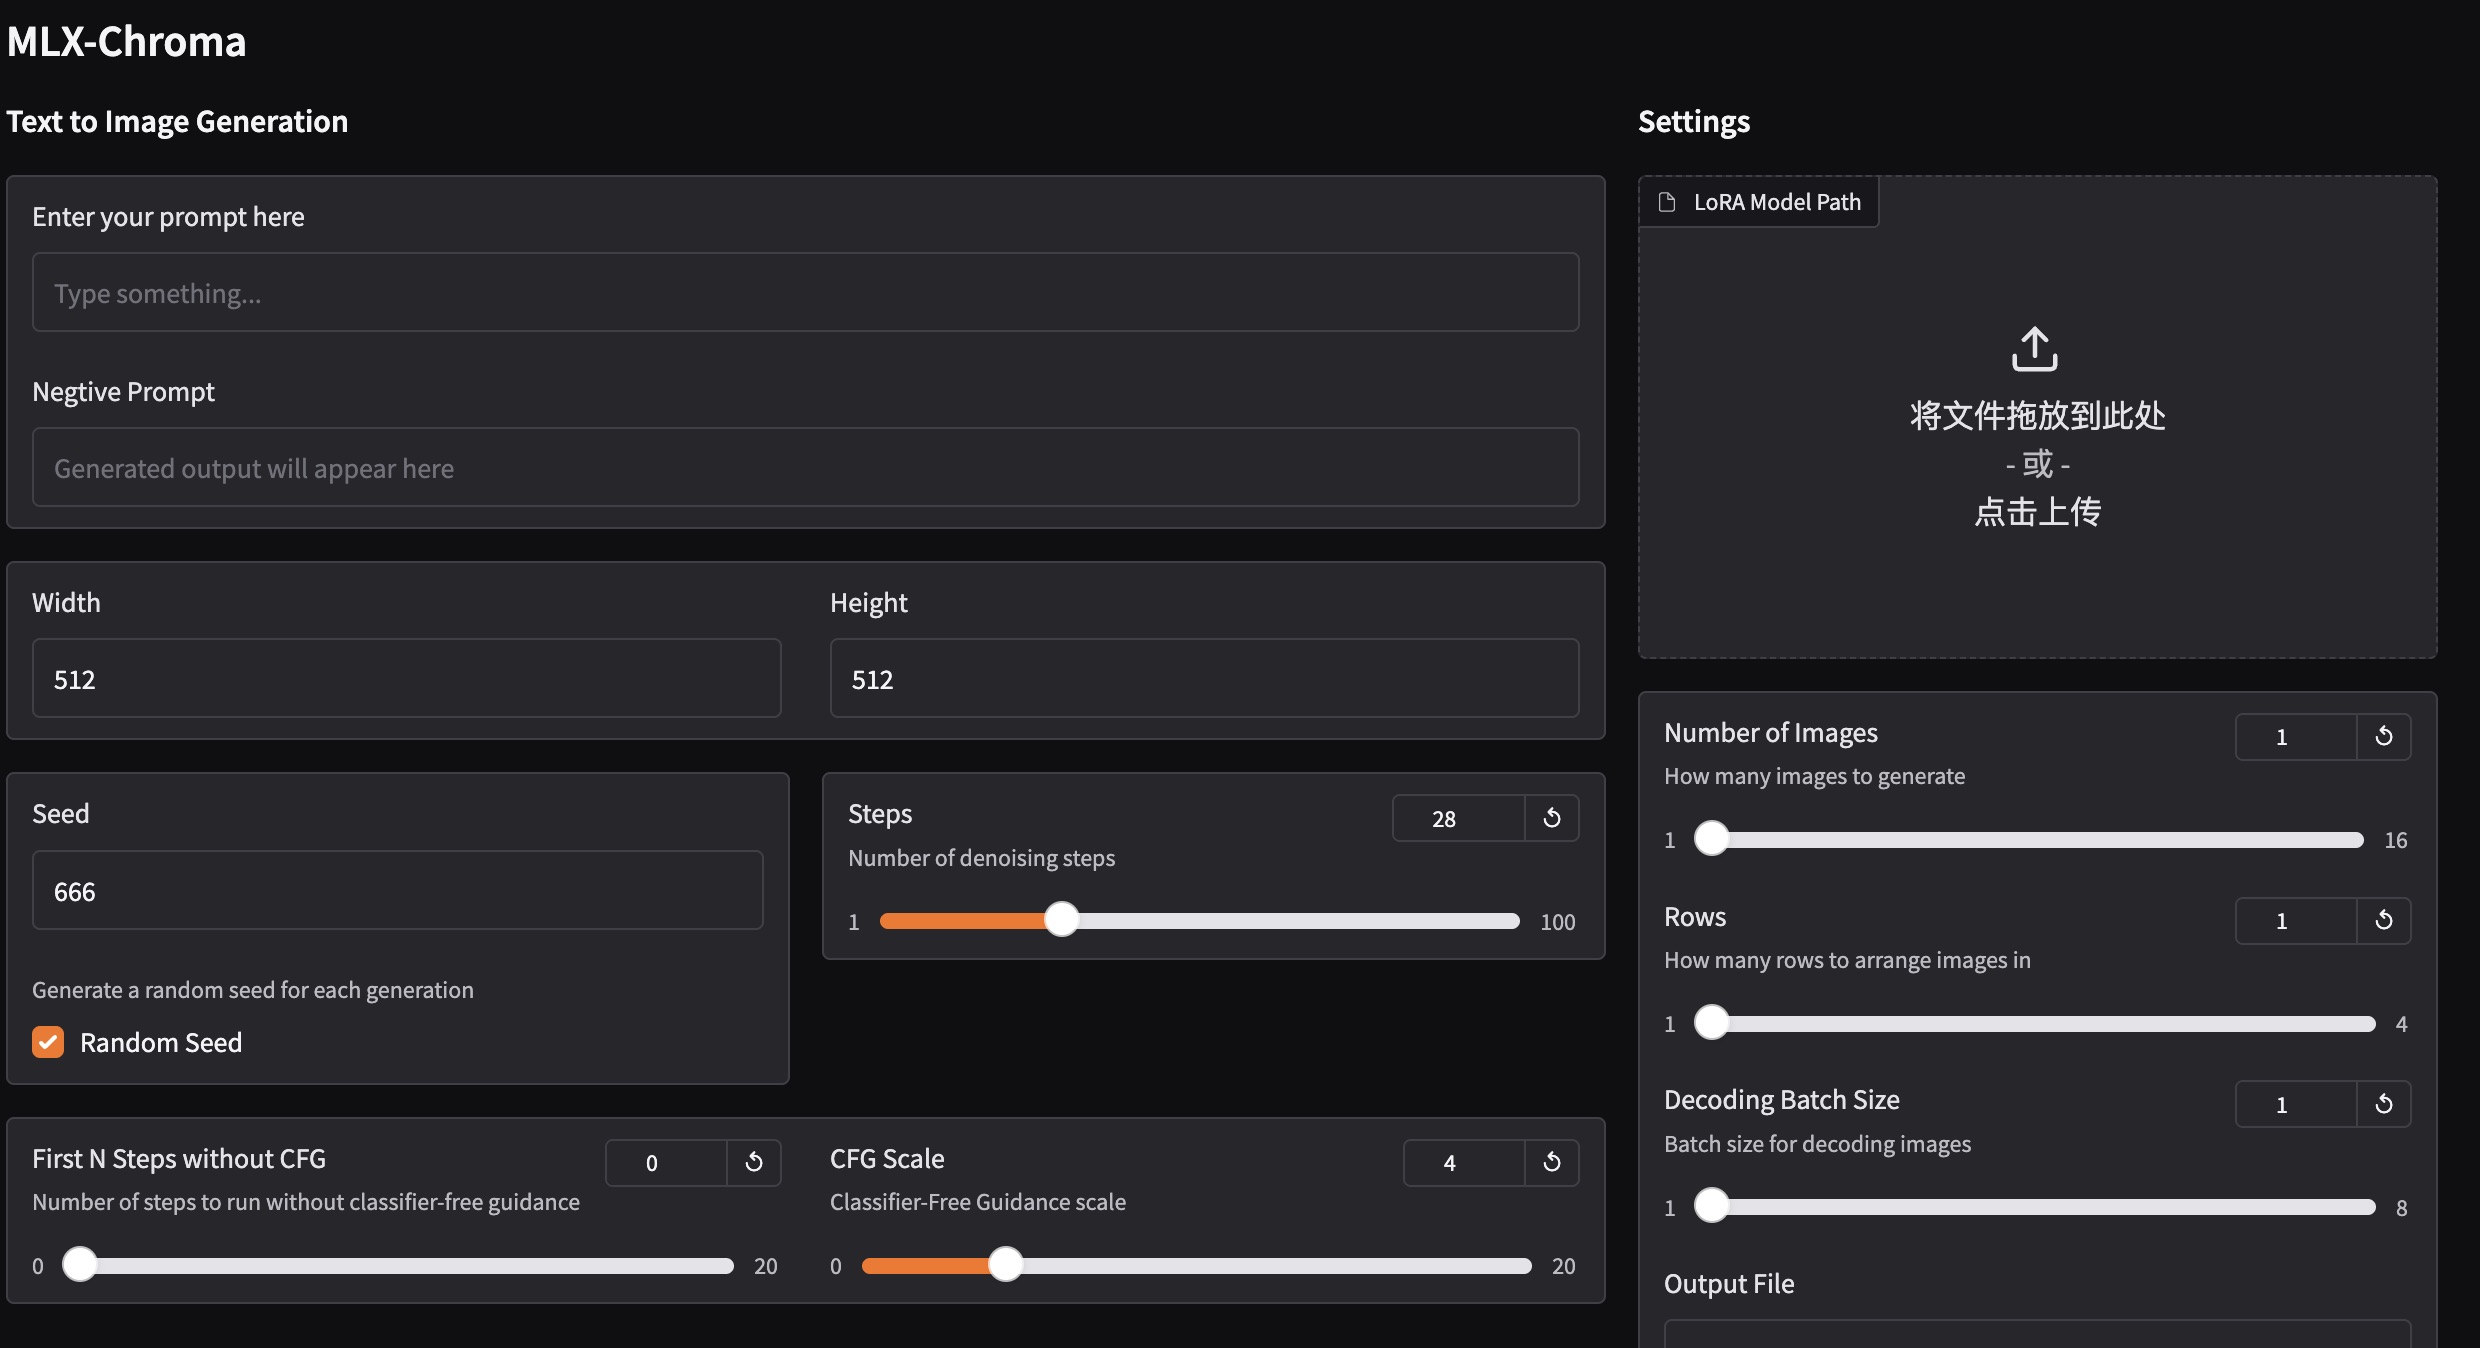 MLX-Chroma
Text to Image Generation
Enter your prompt here
Type something...
Negtive Prompt
Generated output will appear here
Width
Height
512
512
Seed
666
Generate a random seed for each generation
Random Seed
Steps
28
Number of denoising steps
1
100
First N Steps without CFG
0
Number of steps to run without classifier-free guidance
0
20
CFG Scale
4
Classifier-Free Guidance scale
0
20
Settings
LoRA Model Path
将文件拖放到此处
- 或 -
点击上传
Number of Images
1
How many images to generate
1
16
Rows
1
How many rows to arrange images in
1
4
Decoding Batch Size
1
Batch size for decoding images
1
8
Output File